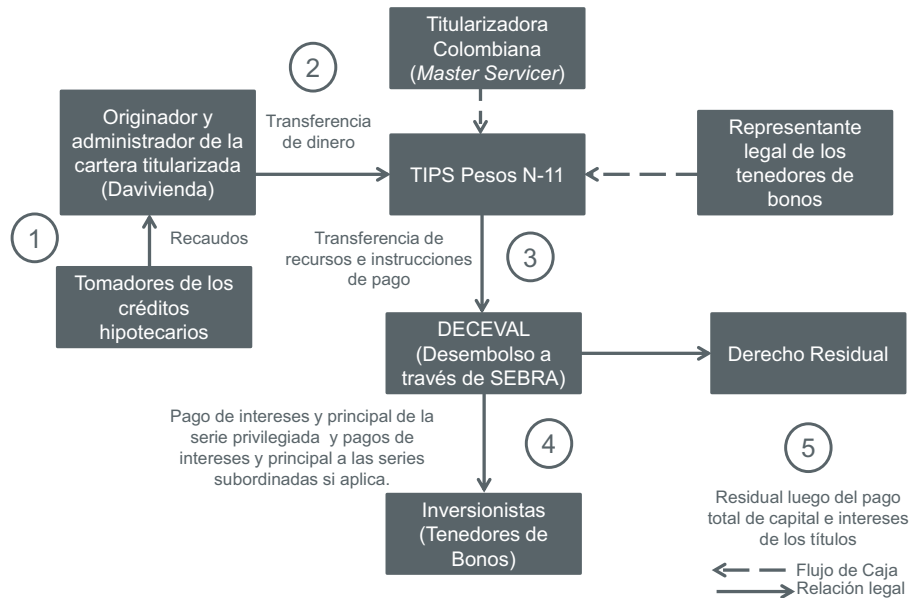 Titularizadora
Colombiana
(Master Servicer)
2
Originador y
administrador de la
cartera titularizada
(Davivienda)
Transferencia
de dinero
TIPS Pesos N-11
Representante
legal de los
tenedores de
bonos
1
Recaudos
Tomadores de los
créditos
hipotecarios
Transferencia de
recursos e instrucciones
de pago
3
DECEVAL
(Desembolso a
través de SEBRA)
Derecho Residual
Pago de intereses y principal de la
serie privilegiada y pagos de
intereses y principal a las series
subordinadas si aplica.
4
5
Inversionistas
(Tenedores de
Bonos)
Residual luego del pago
total de capital e intereses
de los títulos
Flujo de Caja
Relación legal